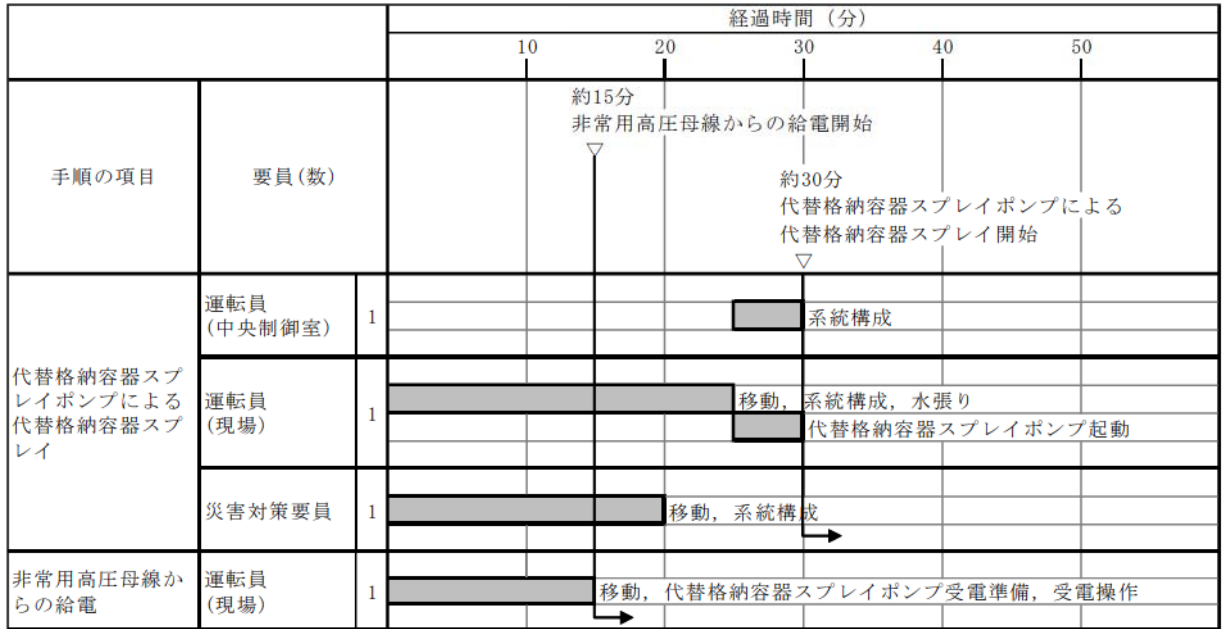 経過時間（分）
10 20 30 40 50
手順の項目
要員(数)
約15分
非常用高圧母線からの給電開始
▽
約30分
代替格納容器スプレイポンプによる
代替格納容器スプレイ開始
▽
代替格納容器スプ
レイポンプによる
代替格納容器スプ
レイ
運転員
(中央制御室)
1
系統構成
運転員
(現場)
1
移動，系統構成，水張り
代替格納容器スプレイポンプ起動
災害対策要員
1
移動，系統構成
非常用高圧母線か
らの給電
運転員
(現場)
1
移動，代替格納容器スプレイポンプ受電準備，受電操作